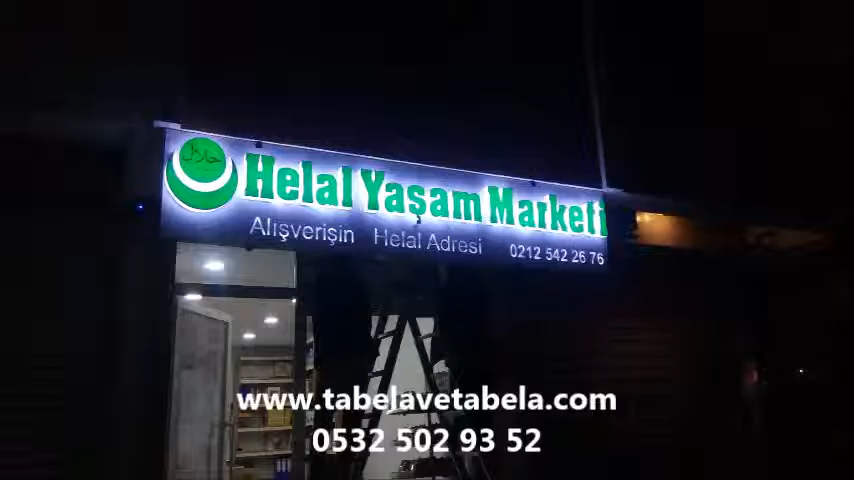 حلال
Helal Yaşam Marketi
Alışverişin Helal Adresi 0212 542 26 76
www.tabelavetabela.com
0532 502 93 52